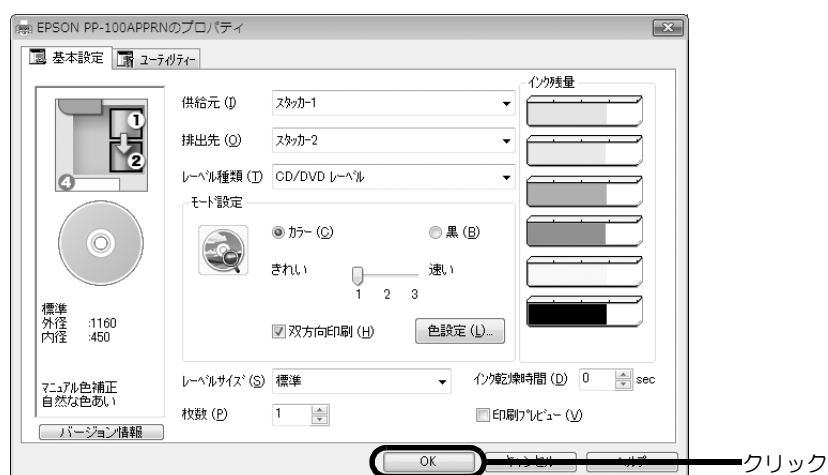 EPSON PP-100APPRNのプロパティ
基本設定 ユーティリティー
1
2
4
標準
外径 :1160
内径 :450
マニュアル色補正
自然な色あい
バージョン情報
供給元 (I) スタッカー1
排出先 (O) スタッカー2
レーベル種類 (T) CD/DVD レーベル
モード設定
カラー (C) 黒 (B)
きれい 速い
1 2 3
双方向印刷 (H) 色設定 (L)...
レーベルサイズ (S) 標準
枚数 (P) 1
インク残量
インク乾燥時間 (D) 0 sec
印刷プレビュー (V)
OK キャンセル ヘルプ
クリック